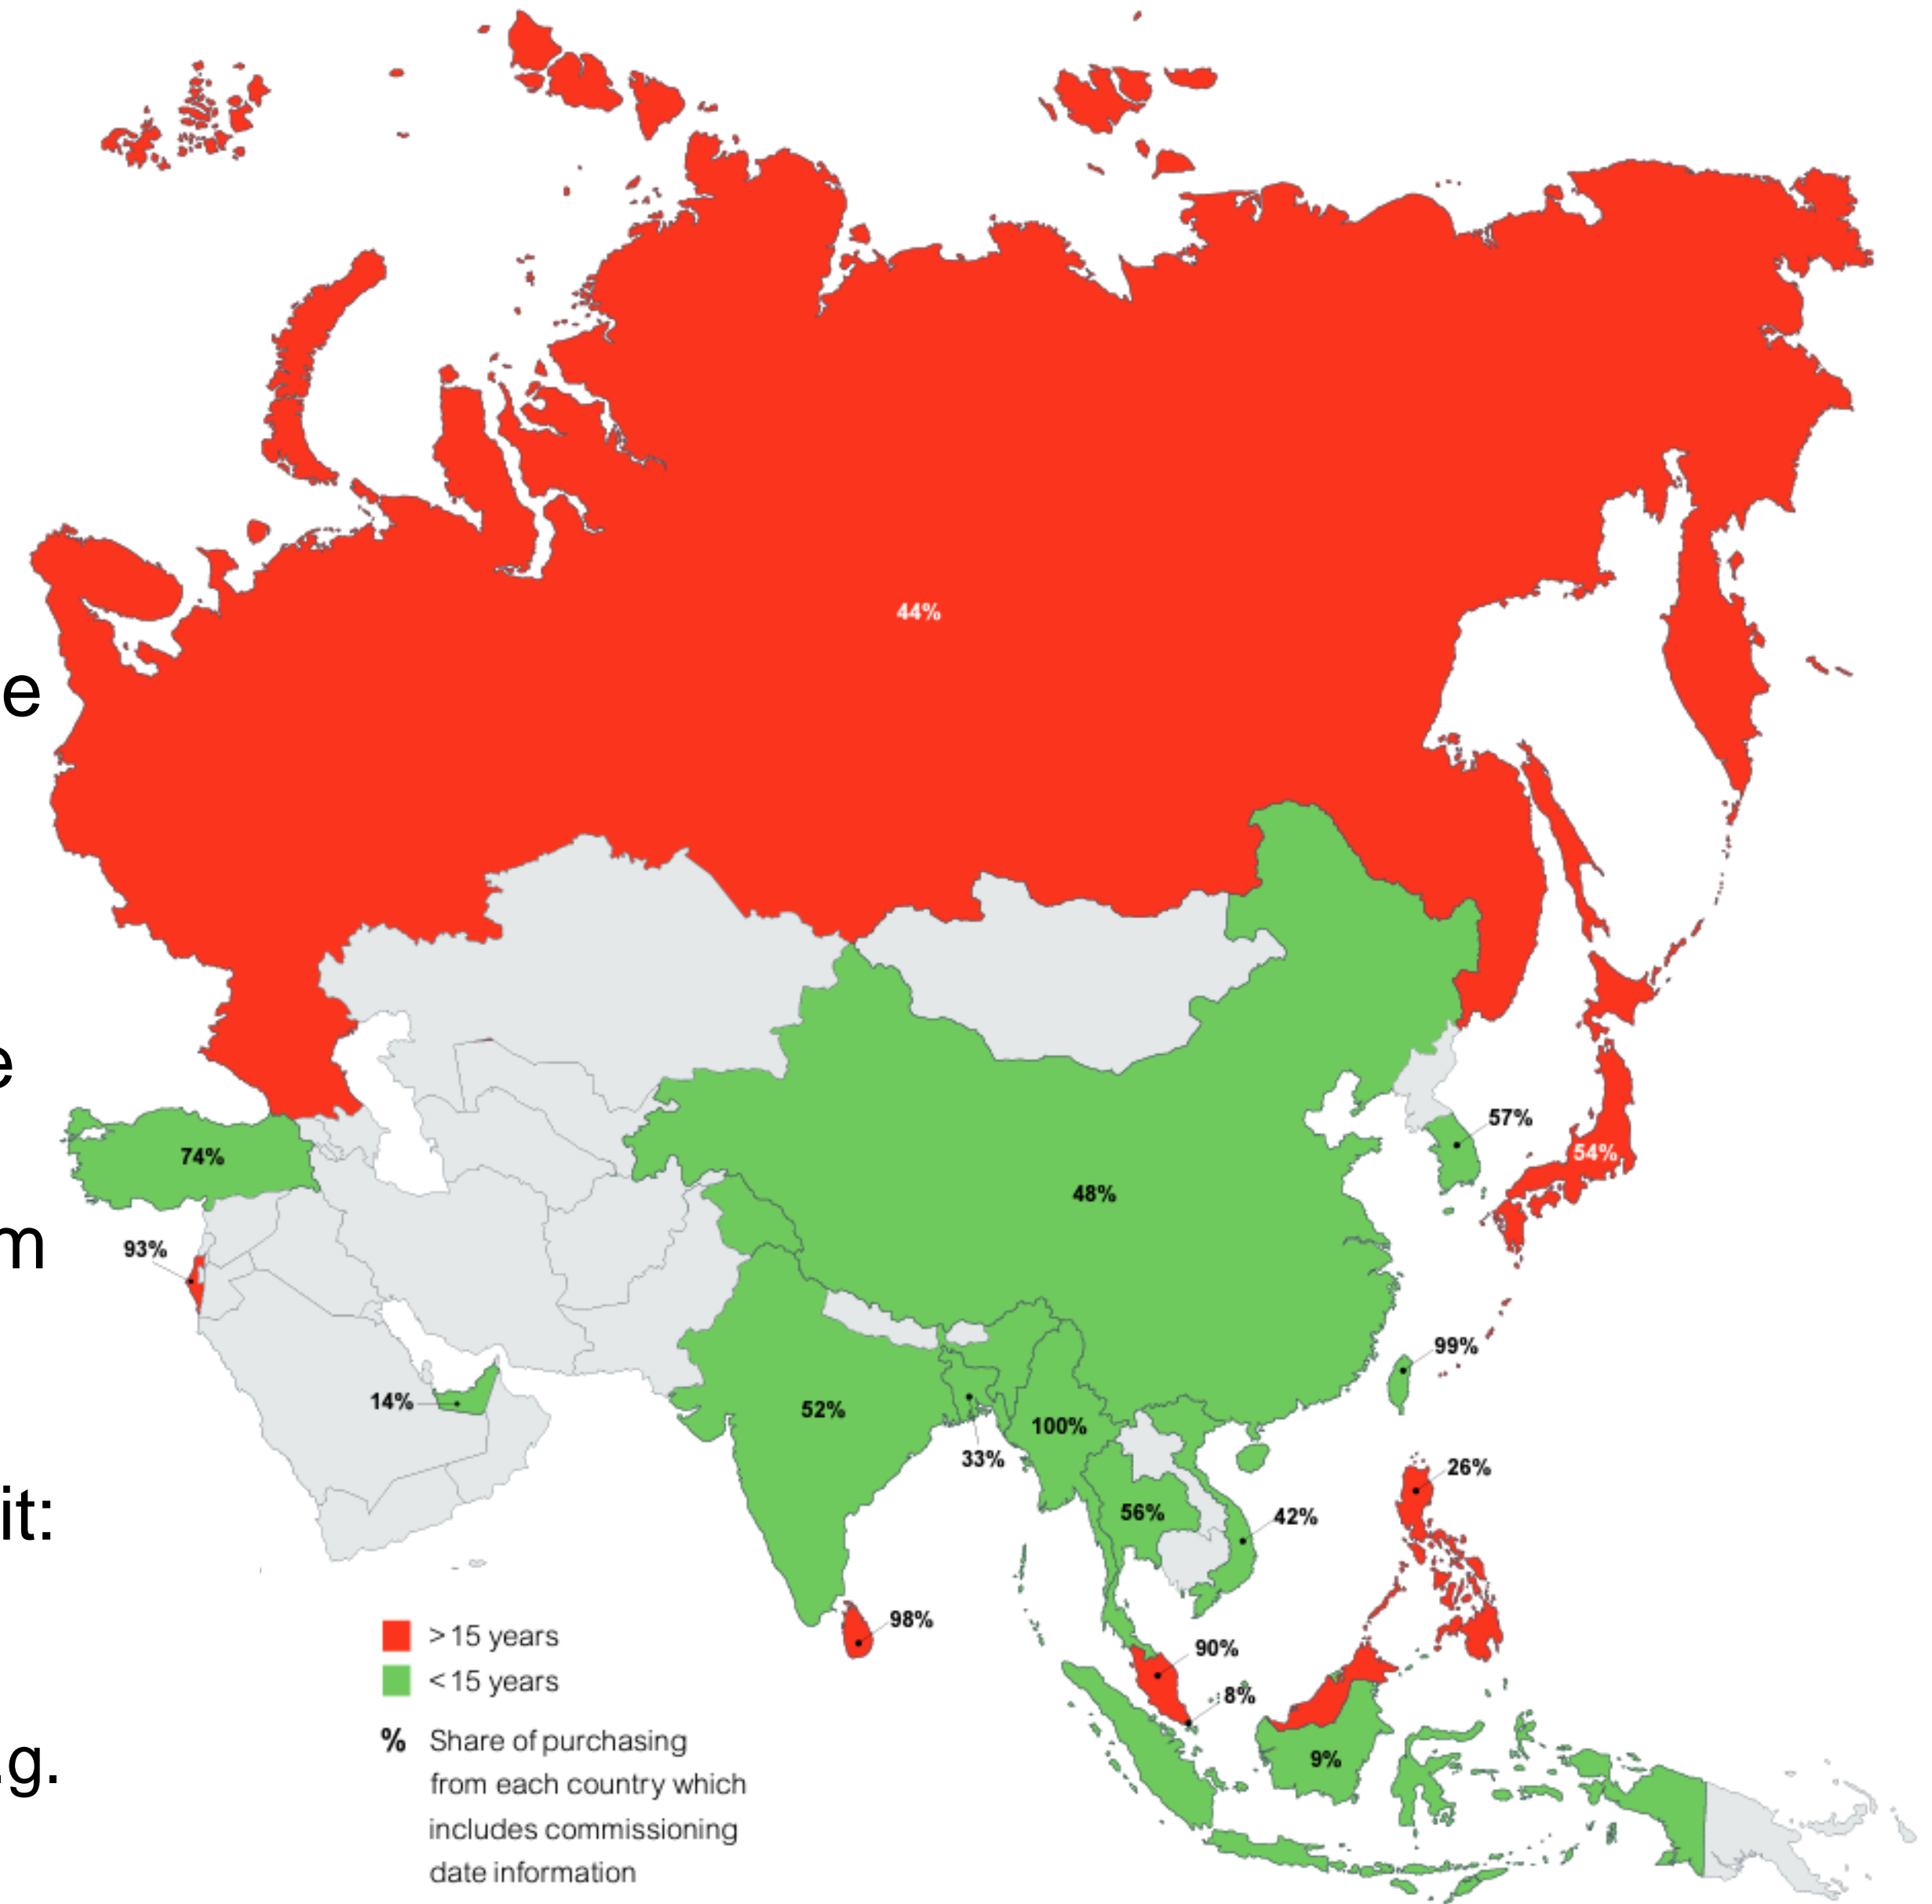 44%
e
e
57%
54%
74%
48%
m
93%
99%
14%
52%
100%
33%
26%
56%
42%
it:
98%
> 15 years
90%
< 15 years
8%
% Share of purchasing
from each country which
includes commissioning
date information
9%
.g.